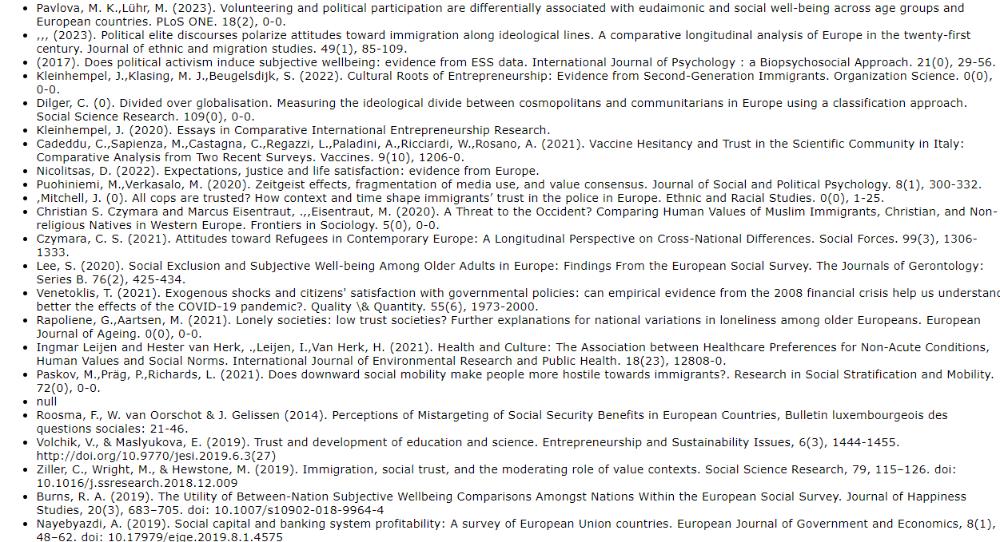 • Pavlova, M. K.,Lühr, M. (2023). Volunteering and political participation are differentially associated with eudaimonic and social well-being across age groups and
European countries. PLoS ONE. 18(2), 0-0.
• ,,, (2023). Political elite discourses polarize attitudes toward immigration along ideological lines. A comparative longitudinal analysis of Europe in the twenty-first
century. Journal of ethnic and migration studies. 49(1), 85-109.
• (2017). Does political activism induce subjective wellbeing: evidence from ESS data. International Journal of Psychology : a Biopsychosocial Approach. 21(0), 29-56.
• Kleinhempel, J.,Klasing, M. J.,Beugelsdijk, S. (2022). Cultural Roots of Entrepreneurship: Evidence from Second-Generation Immigrants. Organization Science. 0(0),
0-0.
• Dilger, C. (0). Divided over globalisation. Measuring the ideological divide between cosmopolitans and communitarians in Europe using a classification approach.
Social Science Research. 109(0), 0-0.
• Kleinhempel, J. (2020). Essays in Comparative International Entrepreneurship Research.
• Cadeddu, C.,Sapienza, M.,Castagna, C.,Regazzi, L.,Paladini, A.,Ricciardi, W.,Rosano, A. (2021). Vaccine Hesitancy and Trust in the Scientific Community in Italy:
Comparative Analysis from Two Recent Surveys. Vaccines. 9(10), 1206-0.
• Nicolitsas, D. (2022). Expectations, justice and life satisfaction: evidence from Europe.
• Puohiniemi, M.,Verkasalo, M. (2020). Zeitgeist effects, fragmentation of media use, and value consensus. Journal of Social and Political Psychology. 8(1), 300-332.
• ,Mitchell, J. (0). All cops are trusted? How context and time shape immigrants’ trust in the police in Europe. Ethnic and Racial Studies. 0(0), 1-25.
• Christian S. Czymara and Marcus Eisentraut, .,,Eisentraut, M. (2020). A Threat to the Occident? Comparing Human Values of Muslim Immigrants, Christian, and Non-
religious Natives in Western Europe. Frontiers in Sociology. 5(0), 0-0.
• Czymara, C. S. (2021). Attitudes toward Refugees in Contemporary Europe: A Longitudinal Perspective on Cross-National Differences. Social Forces. 99(3), 1306-
1333.
• Lee, S. (2020). Social Exclusion and Subjective Well-being Among Older Adults in Europe: Findings From the European Social Survey. The Journals of Gerontology:
Series B. 76(2), 425-434.
• Venetoklis, T. (2021). Exogenous shocks and citizens' satisfaction with governmental policies: can empirical evidence from the 2008 financial crisis help us understand
better the effects of the COVID-19 pandemic?. Quality \& Quantity. 55(6), 1973-2000.
• Rapoliene, G.,Aartsen, M. (2021). Lonely societies: low trust societies? Further explanations for national variations in loneliness among older Europeans. European
Journal of Ageing. 0(0), 0-0.
• Ingmar Leijen and Hester van Herk, .,Leijen, I.,Van Herk, H. (2021). Health and Culture: The Association between Healthcare Preferences for Non-Acute Conditions,
Human Values and Social Norms. International Journal of Environmental Research and Public Health. 18(23), 12808-0.
• Paskov, M.,Präg, P.,Richards, L. (2021). Does downward social mobility make people more hostile towards immigrants?. Research in Social Stratification and Mobility.
72(0), 0-0.
• null
• Roosma, F., W. van Oorschot & J. Gelissen (2014). Perceptions of Mistargeting of Social Security Benefits in European Countries, Bulletin luxembourgeois des
questions sociales: 21-46.
• Volchik, V., & Maslyukova, E. (2019). Trust and development of education and science. Entrepreneurship and Sustainability Issues, 6(3), 1444-1455.
http://doi.org/10.9770/jesi.2019.6.3(27)
• Ziller, C., Wright, M., & Hewstone, M. (2019). Immigration, social trust, and the moderating role of value contexts. Social Science Research, 79, 115–126. doi:
10.1016/j.ssresearch.2018.12.009
• Burns, R. A. (2019). The Utility of Between-Nation Subjective Wellbeing Comparisons Amongst Nations Within the European Social Survey. Journal of Happiness
Studies, 20(3), 683–705. doi: 10.1007/s10902-018-9964-4
• Nayebyazdi, A. (2019). Social capital and banking system profitability: A survey of European Union countries. European Journal of Government and Economics, 8(1),
48–62. doi: 10.17979/ejge.2019.8.1.4575